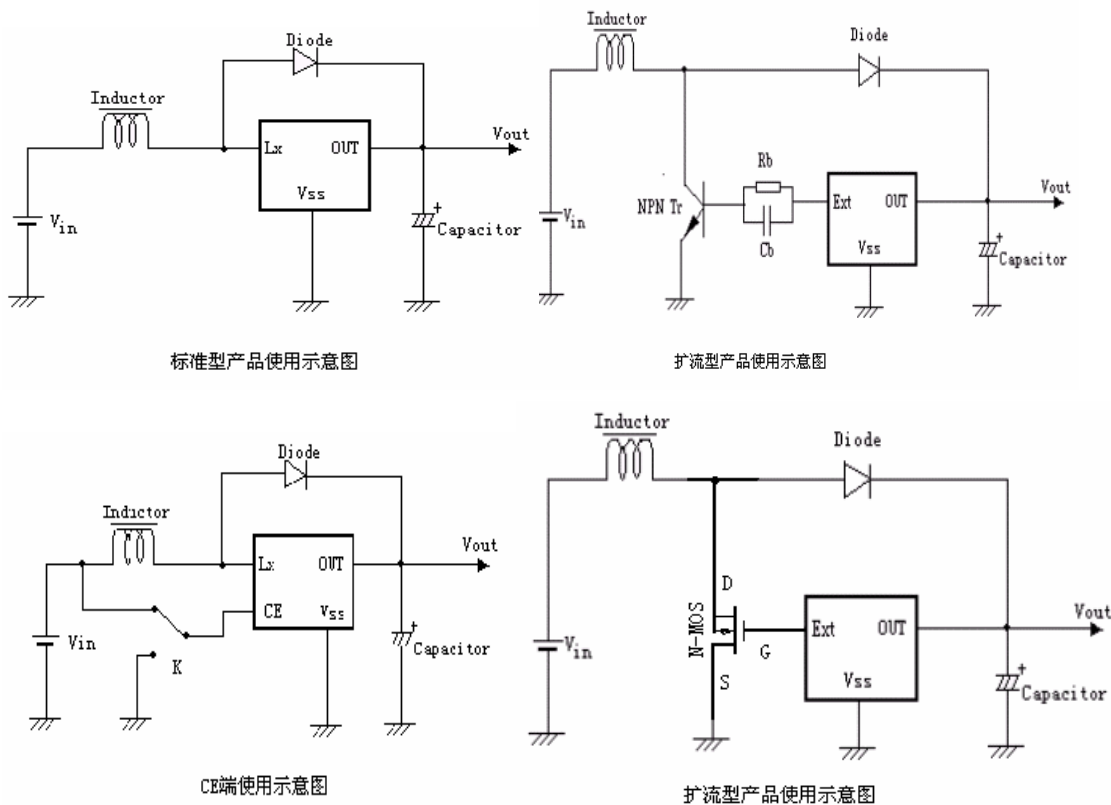 Diode
Inductor
Lx
OUT
Vout
Vss
Vin
+
Capacitor
标准型产品使用示意图
Inductor
Diode
Rb
NPN Tr
Ext
OUT
Vout
Cb
Vss
Vin
+
Capacitor
扩流型产品使用示意图
Diode
Inductor
Lx
OUT
Vout
CE
Vss
Vin
+
Capacitor
K
CE端使用示意图
Inductor
Diode
D
N-MOS
Ext
OUT
Vout
Vin
G
S
Vss
+
Capacitor
扩流型产品使用示意图